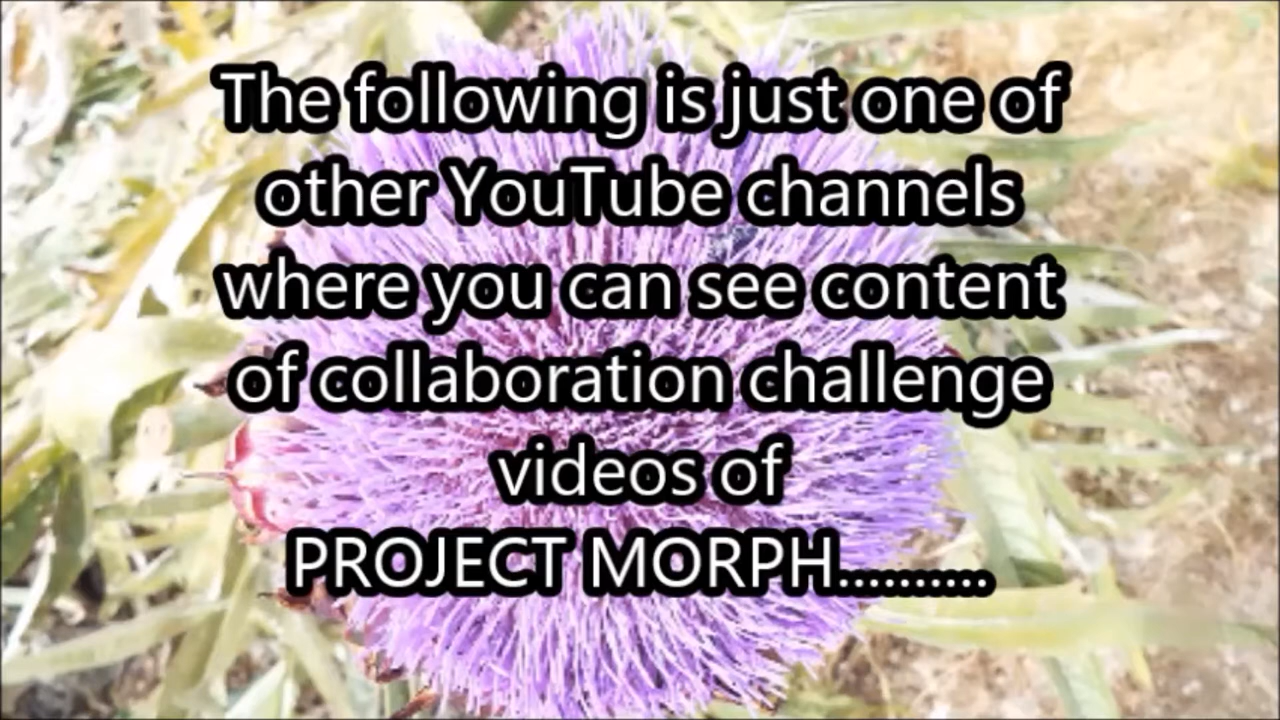 The following is just one of
other YouTube channels
where you can see content
of collaboration challenge
videos of
PROJECT MORPH..........